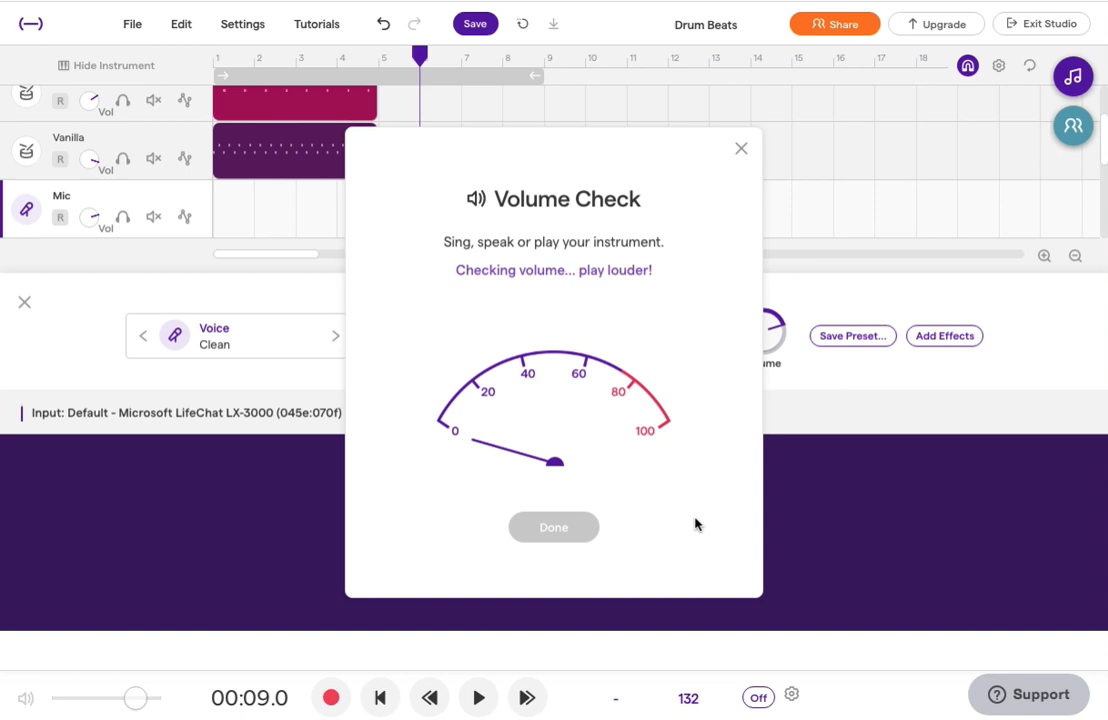 File Edit Settings Tutorials Save Drum Beats Share Upgrade Exit Studio
Hide Instrument 1 2 3 4 5 7 8 9 10 11 12 13 14 15 16 17 18
R Vol
Vanilla
R Vol
Mic
R Vol
Volume Check
Sing, speak or play your instrument.
Checking volume... play louder!
Voice
Clean
Save Preset... Add Effects
ume
0 20 40 60 80 100
Input: Default - Microsoft LifeChat LX-3000 (045e:070f)
Done
00:09.0 - 132 Off Support